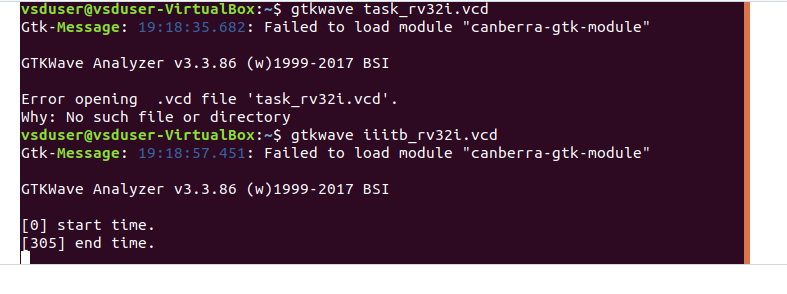 vsduser@vsduser-VirtualBox:~$ gtkwave task_rv32i.vcd
Gtk-Message: 19:18:35.682: Failed to load module "canberra-gtk-module"
GTKWave Analyzer v3.3.86 (w)1999-2017 BSI
Error opening  .vcd file 'task_rv32i.vcd'.
Why: No such file or directory
vsduser@vsduser-VirtualBox:~$ gtkwave iiitb_rv32i.vcd
Gtk-Message: 19:18:57.451: Failed to load module "canberra-gtk-module"
GTKWave Analyzer v3.3.86 (w)1999-2017 BSI
[0] start time.
[305] end time.